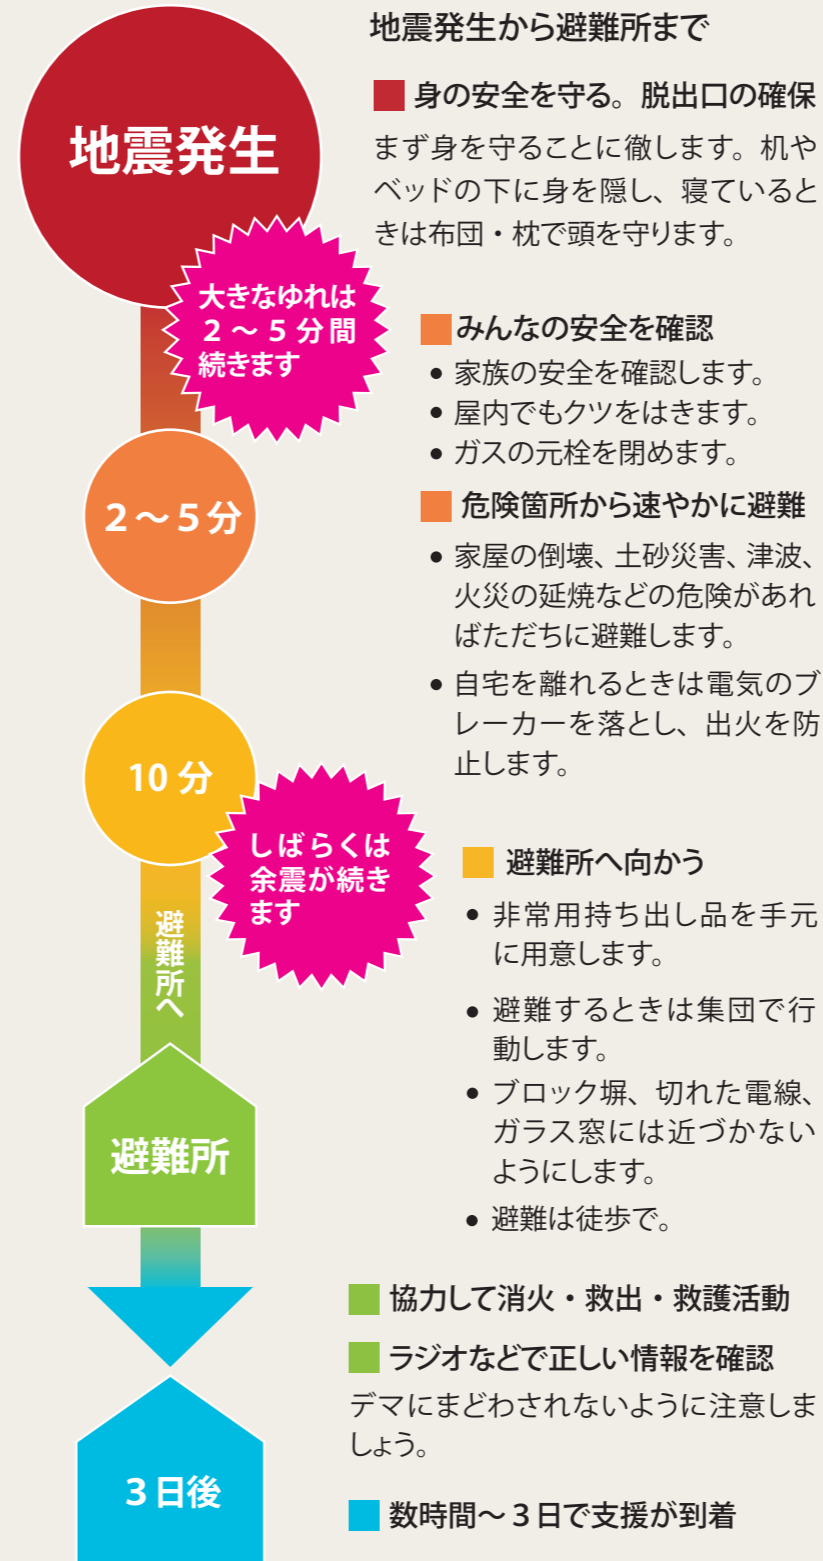 地震発生から避難所まで
地震発生
身の安全を守る。脱出口の確保
まず身を守ることに徹します。机や
ベッドの下に身を隠し、寝ていると
きは布団・枕で頭を守ります。
大きなゆれは
2〜5分間
続きます
みんなの安全を確認
• 家族の安全を確認します。
• 屋内でもクツをはきます。
• ガスの元栓を閉めます。
2〜5分
危険箇所から速やかに避難
• 家屋の倒壊、土砂災害、津波、
火災の延焼などの危険があれ
ばただちに避難します。
• 自宅を離れるときは電気のブ
レーカーを落とし、出火を防
止します。
10分
しばらくは
余震が続き
ます
避難所へ向かう
• 非常用持ち出し品を手元
に用意します。
• 避難するときは集団で行
動します。
• ブロック塀、切れた電線、
ガラス窓には近づかない
ようにします。
• 避難は徒歩で。
避難所へ
避難所
協力して消火・救出・救護活動
ラジオなどで正しい情報を確認
デマにまどわされないように注意しま
しょう。
3日後
数時間〜3日で支援が到着